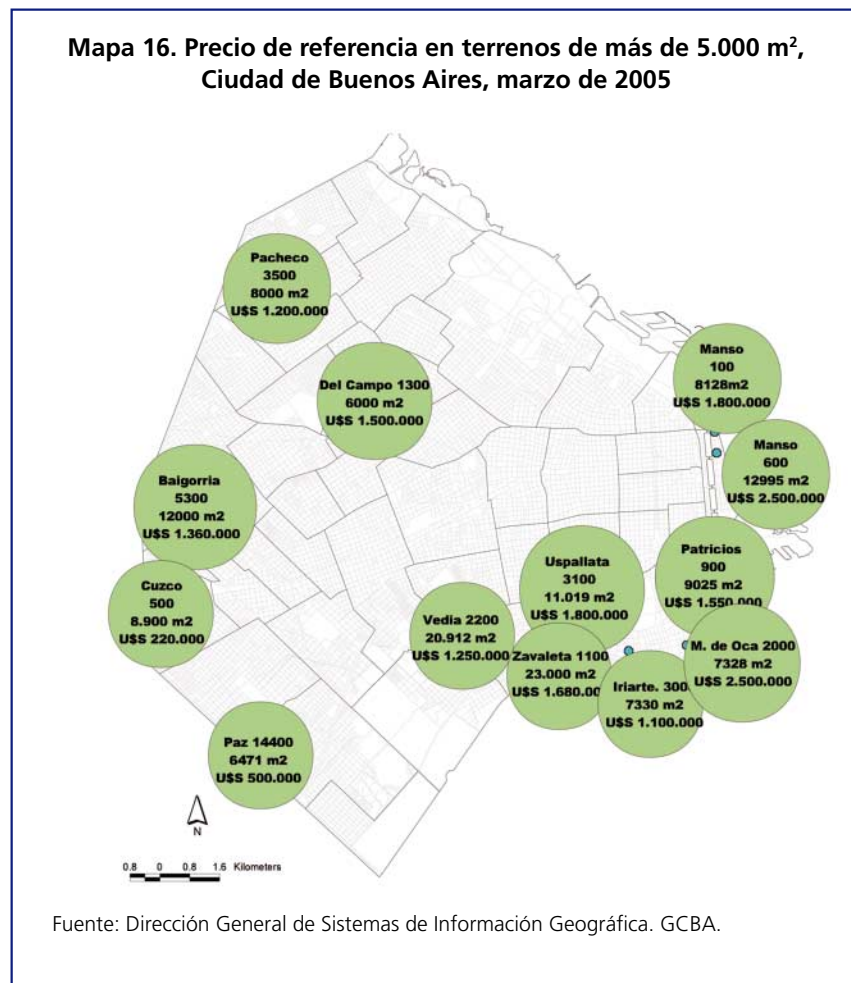 Mapa 16. Precio de referencia en terrenos de más de 5.000 m²,
Ciudad de Buenos Aires, marzo de 2005
Pacheco
3500
8000 m2
U$S 1.200.000
Del Campo 1300
6000 m2
U$S 1.500.000
Manso
100
8128m2
U$S 1.800.000
Manso
600
12995 m2
U$S 2.500.000
Baigorria
5300
12000 m2
U$S 1.360.000
Uspallata
3100
11.019 m2
U$S 1.800.000
Patricios
900
9025 m2
U$S 1.550.000
Cuzco
500
8.900 m2
U$S 220.000
Vedia 2200
20.912 m2
U$S 1.250.000
Zavaleta 1100
23.000 m2
U$S 1.680.00
Iriarte. 300
7330 m2
U$S 1.100.000
M. de Oca 2000
7328 m2
U$S 2.500.000
Paz 14400
6471 m2
U$S 500.000
N
0.8 0 0.8 1.6 Kilometers
Fuente: Dirección General de Sistemas de Información Geográfica. GCBA.